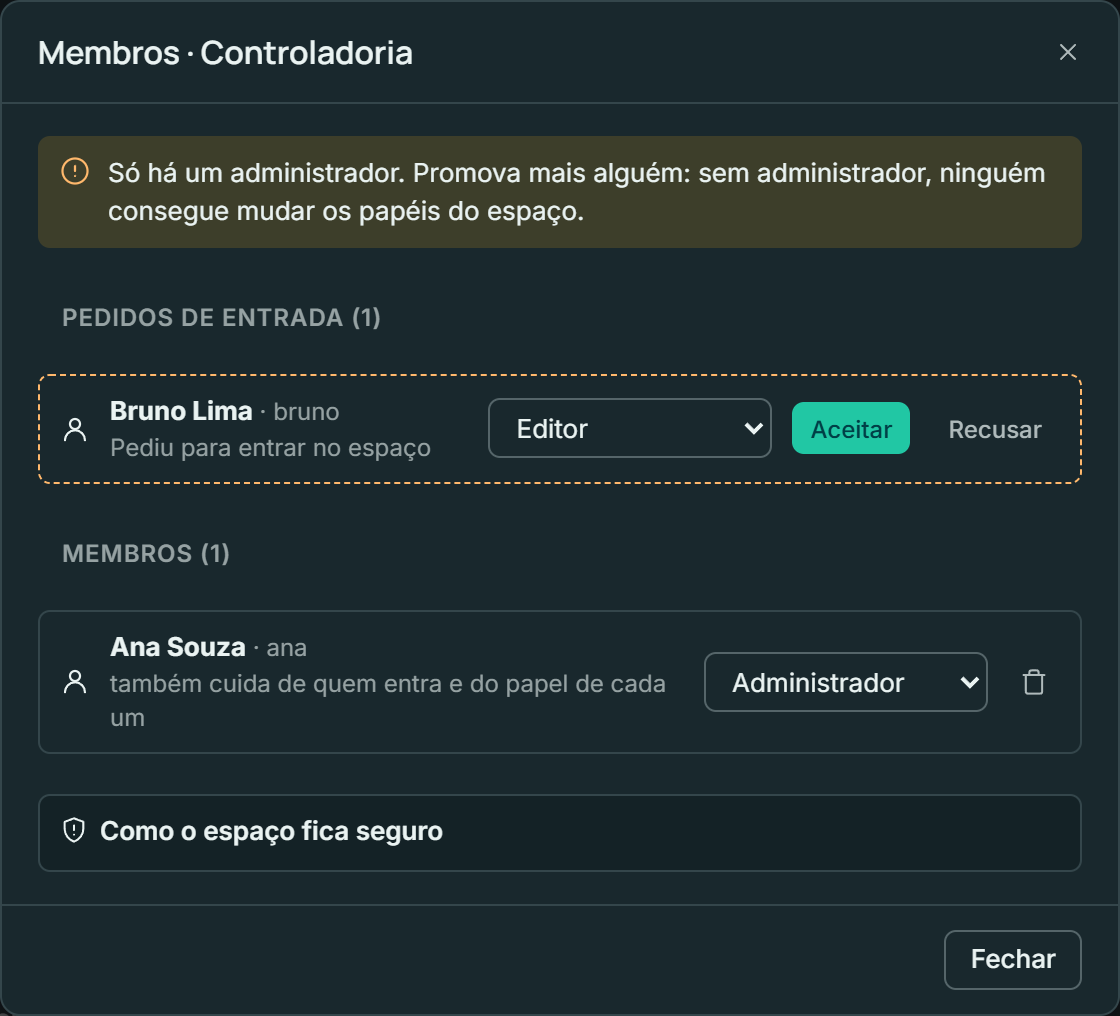 Membros · Controladoria
Só há um administrador. Promova mais alguém: sem administrador, ninguém
consegue mudar os papéis do espaço.
PEDIDOS DE ENTRADA (1)
Bruno Lima · bruno
Pediu para entrar no espaço
Editor
Aceitar
Recusar
MEMBROS (1)
Ana Souza · ana
também cuida de quem entra e do papel de cada
um
Administrador
Como o espaço fica seguro
Fechar